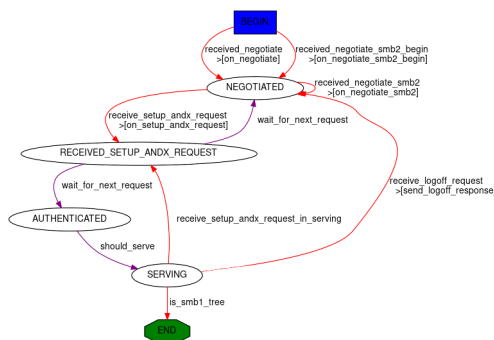 BEGIN
received_negotiate
>[on_negotiate]
received_negotiate_smb2_begin
>[on_negotiate_smb2_begin]
NEGOTIATED
received_negotiate_smb2
>[on_negotiate_smb2]
receive_setup_andx_request
>[on_setup_andx_request]
wait_for_next_request
RECEIVED_SETUP_ANDX_REQUEST
wait_for_next_request
receive_logoff_request
>[send_logoff_response
AUTHENTICATED
receive_setup_andx_request_in_serving
should_serve
SERVING
is_smb1_tree
END